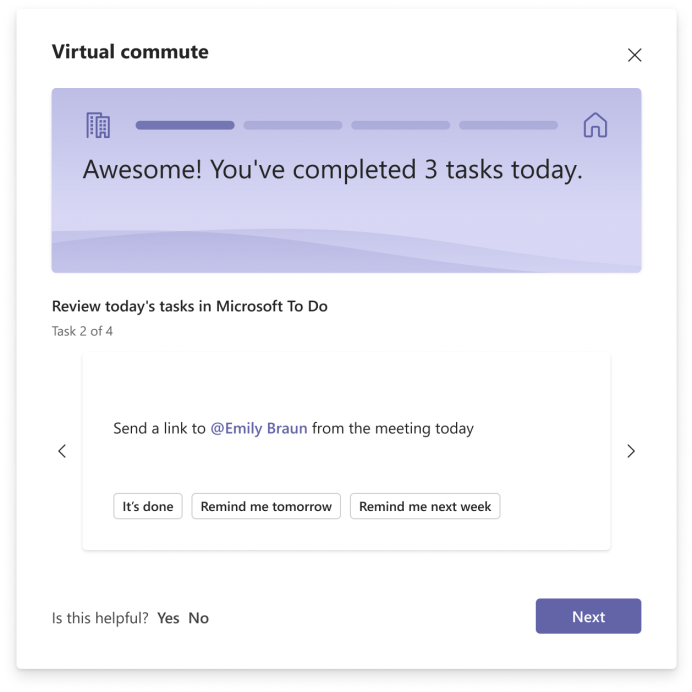 Virtual commute
Awesome! You've completed 3 tasks today.
Review today's tasks in Microsoft To Do
Task 2 of 4
Send a link to @Emily Braun from the meeting today
It's done Remind me tomorrow Remind me next week
Is this helpful? Yes No
Next